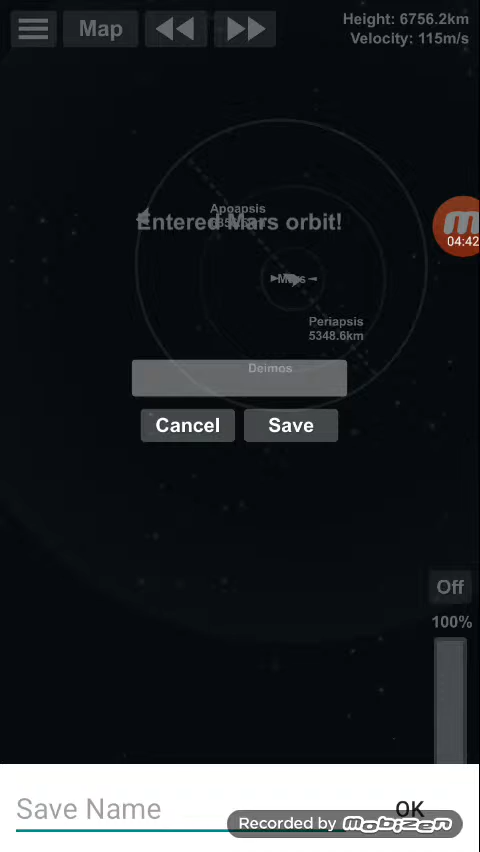 Map
Height: 6756.2km
Velocity: 115m/s
Apoapsis
Entered Mars orbit!
04:42
Mars
Periapsis
5348.6km
Deimos
Cancel Save
Off
100%
Save Name
OK
Recorded by mobizen